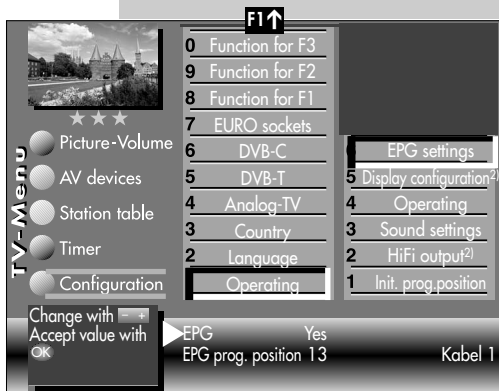 F1↑
0 Function for F3
9 Function for F2
8 Function for F1
7 EURO sockets
6 DVB-C
5 DVB-T
4 Analog-TV
3 Country
2 Language
Operating
EPG settings
5 Display configuration2)
4 Operating
3 Sound settings
2 HiFi output2)
1 Init. prog.position
TV-Menu
Picture-Volume
AV devices
Station table
Timer
Configuration
Change with - +
Accept value with
OK
EPG Yes
EPG prog. position 13 Kabel 1